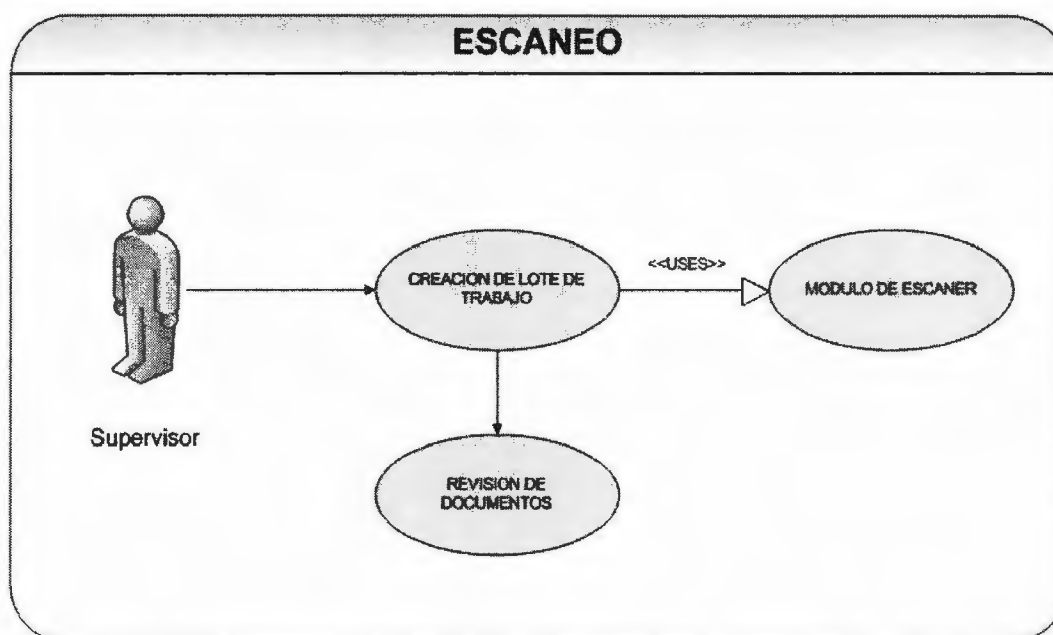 ESCANEO
<<USES>>
CREACION DE LOTE DE
TRABAJO
MODULO DE ESCANER
Supervisor
REVISION DE
DOCUMENTOS